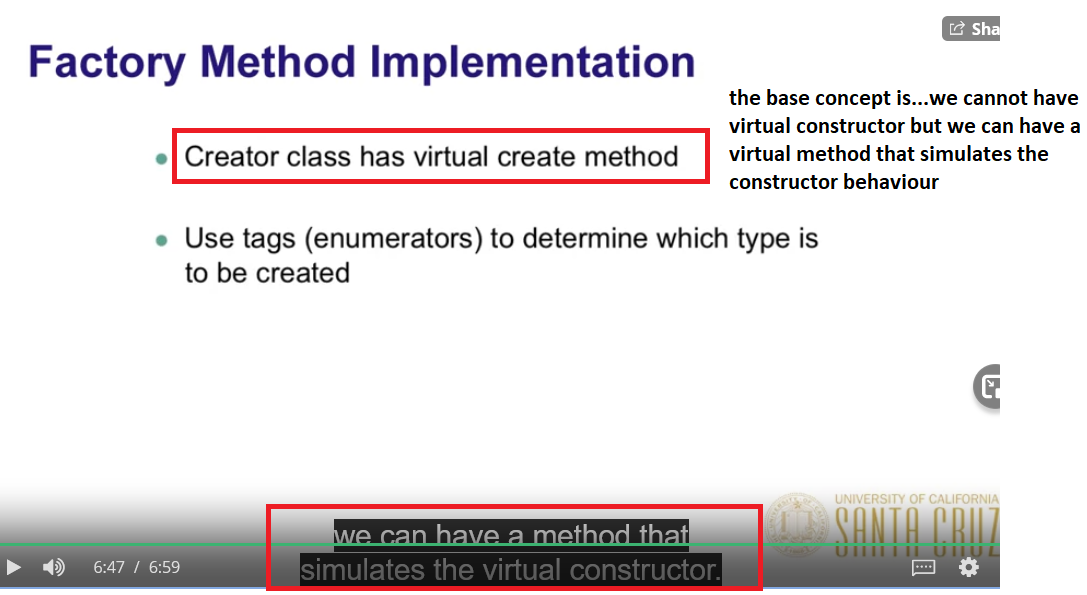 Sha
Factory Method Implementation
the base concept is...we cannot have
virtual constructor but we can have a
virtual method that simulates the
constructor behaviour
Creator class has virtual create method
Use tags (enumerators) to determine which type is
to be created
UNIVERSITY OF CALIFORNIA
SANTA CRUZ
we can have a method that
simulates the virtual constructor.
6:47 / 6:59